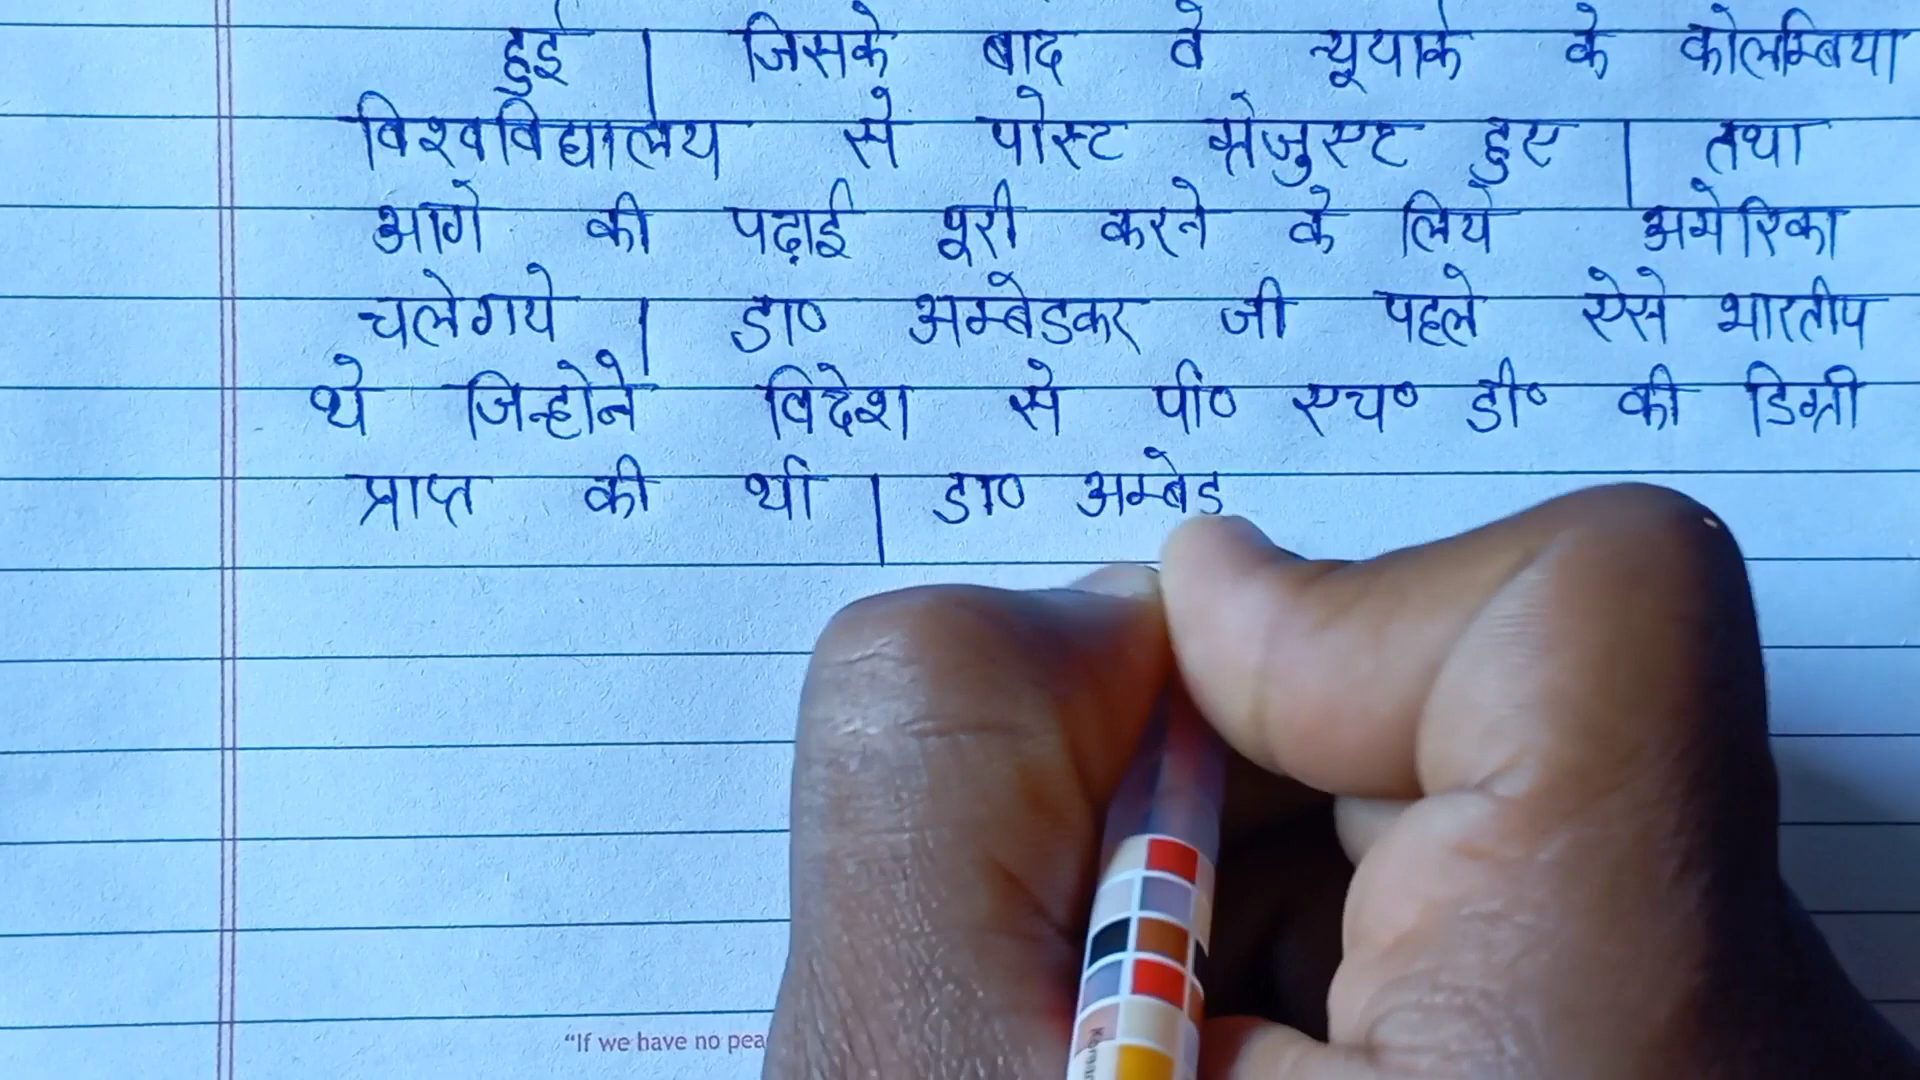 हुई । जिसके बाद वे न्यूयार्क के कोलम्बिया
विश्वविद्यालय से पोस्ट ग्रेजुएट हुए । तथा
आगे की पढ़ाई पूरी करने के लिये अमेरिका
चले गये । डा० अम्बेडकर जी पहले ऐसे भारतीय
थे जिन्होने विदेश से पी० एच० डी० की डिग्री
प्राप्त की थी । डा० अम्बेड
“If we have no pea